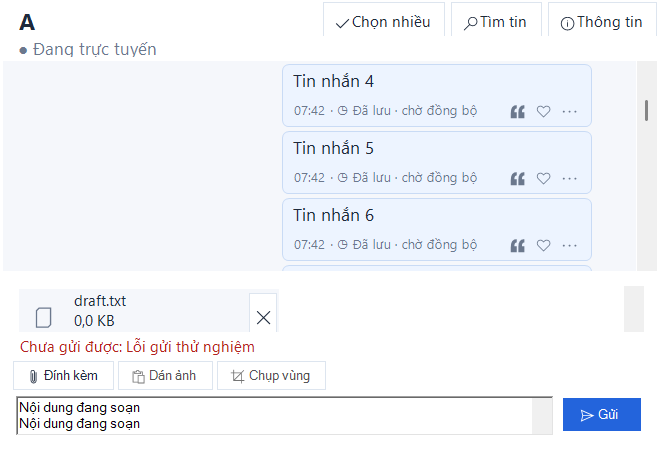 A
Chọn nhiều
Tìm tin
Thông tin
● Đang trực tuyến
Tin nhắn 4
07:42 · Đã lưu · chờ đồng bộ
Tin nhắn 5
07:42 · Đã lưu · chờ đồng bộ
Tin nhắn 6
07:42 · Đã lưu · chờ đồng bộ
draft.txt
0,0 KB
Chưa gửi được: Lỗi gửi thử nghiệm
Đính kèm
Dán ảnh
Chụp vùng
Nội dung đang soạn
Nội dung đang soạn
Gửi